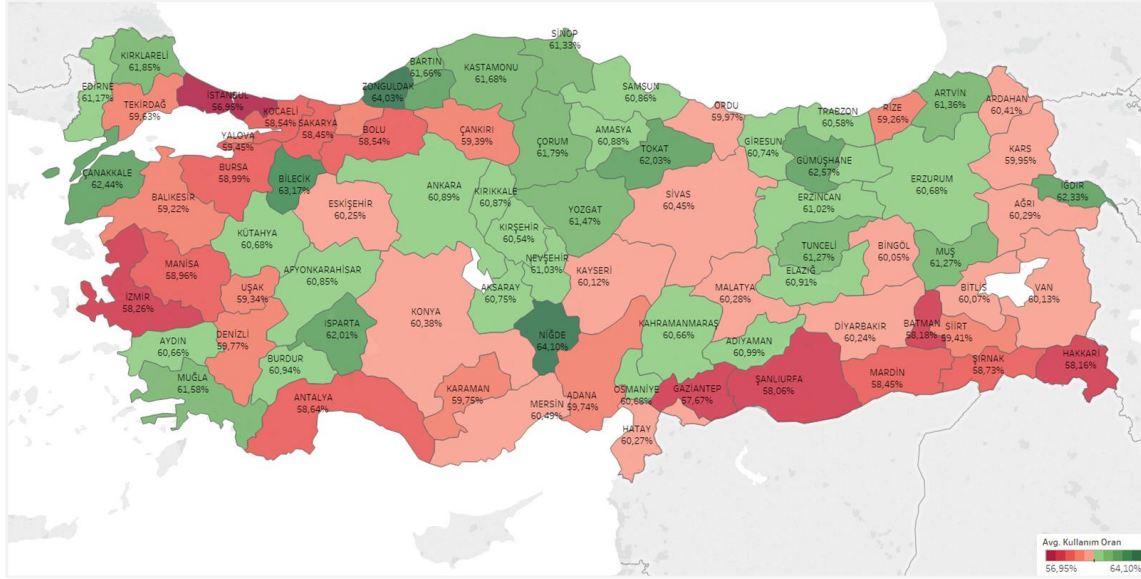 SİNOP
61,33%
KIRKLARELİ
61,85%
BARTIN
61,66%
KASTAMONU
61,68%
EDİRNE
61,17%
TEKİRDAĞ
59,63%
İSTANBUL
56,95%
ZONGULDAK
64,03%
SAMSUN
60,86%
KOCAELİ
58,54%
SAKARYA
58,45%
BOLU
58,54%
ÇANKIRI
59,39%
ORDU
59,97%
TRABZON
60,58%
RİZE
59,26%
ARTVİN
61,36%
ARDAHAN
60,41%
YALOVA
59,45%
ÇORUM
61,79%
AMASYA
60,88%
TOKAT
62,03%
GİRESUN
60,74%
GÜMÜŞHANE
62,57%
KARS
59,95%
ÇANAKKALE
62,44%
BURSA
58,99%
BİLECİK
63,17%
ANKARA
60,89%
KIRIKKALE
60,87%
ERZURUM
60,68%
IĞDIR
62,33%
BALIKESİR
59,22%
ESKİŞEHİR
60,25%
YOZGAT
61,47%
SİVAS
60,45%
ERZİNCAN
61,02%
AĞRI
60,29%
KÜTAHYA
60,68%
KIRŞEHİR
60,54%
TUNCELİ
61,27%
BİNGÖL
60,05%
MUŞ
61,27%
MANİSA
58,96%
AFYONKARAHİSAR
60,85%
NEVŞEHİR
61,03%
KAYSERİ
60,12%
ELAZIĞ
60,91%
İZMİR
58,26%
UŞAK
59,34%
AKSARAY
60,75%
MALATYA
60,28%
BİTLİS
60,07%
VAN
60,13%
KONYA
60,38%
ISPARTA
62,01%
NİĞDE
64,10%
KAHRAMANMARAŞ
60,66%
DİYARBAKIR
60,24%
BATMAN
58,18%
SİİRT
59,41%
AYDIN
60,66%
DENİZLİ
59,77%
BURDUR
60,94%
ADIYAMAN
60,99%
ŞIRNAK
58,73%
HAKKARİ
58,16%
MUĞLA
61,58%
ANTALYA
58,64%
KARAMAN
59,75%
MERSİN
60,49%
ADANA
59,74%
OSMANİYE
GAZİANTEP
57,67%
ŞANLIURFA
58,06%
MARDİN
58,45%
HATAY
60,27%
Avg. Kullanım Oran
56,95% 64,10%